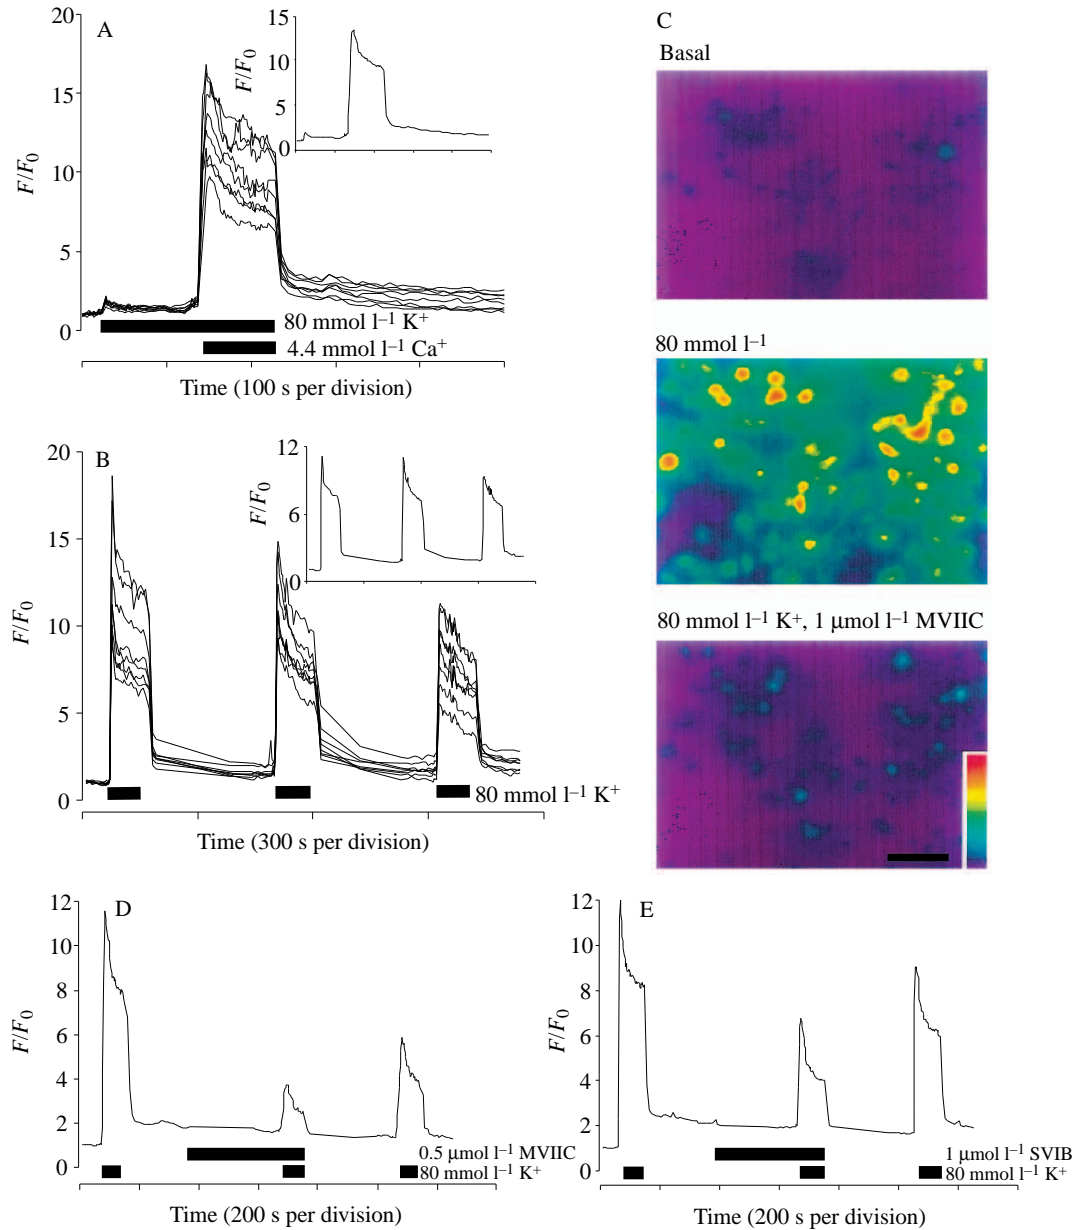 A
20
15
10
5
0
F/F₀
15
10
5
0
F/F₀
80 mmol l⁻¹ K⁺
4.4 mmol l⁻¹ Ca⁺
Time (100 s per division)
B
20
15
10
5
0
F/F₀
12
6
0
F/F₀
80 mmol l⁻¹ K⁺
Time (300 s per division)
C
Basal
80 mmol l⁻¹
80 mmol l⁻¹ K⁺, 1 μmol l⁻¹ MVIIC
D
12
10
8
6
4
2
0
F/F₀
0.5 μmol l⁻¹ MVIIC
80 mmol l⁻¹ K⁺
Time (200 s per division)
E
12
10
8
6
4
2
0
F/F₀
1 μmol l⁻¹ SVIB
80 mmol l⁻¹ K⁺
Time (200 s per division)